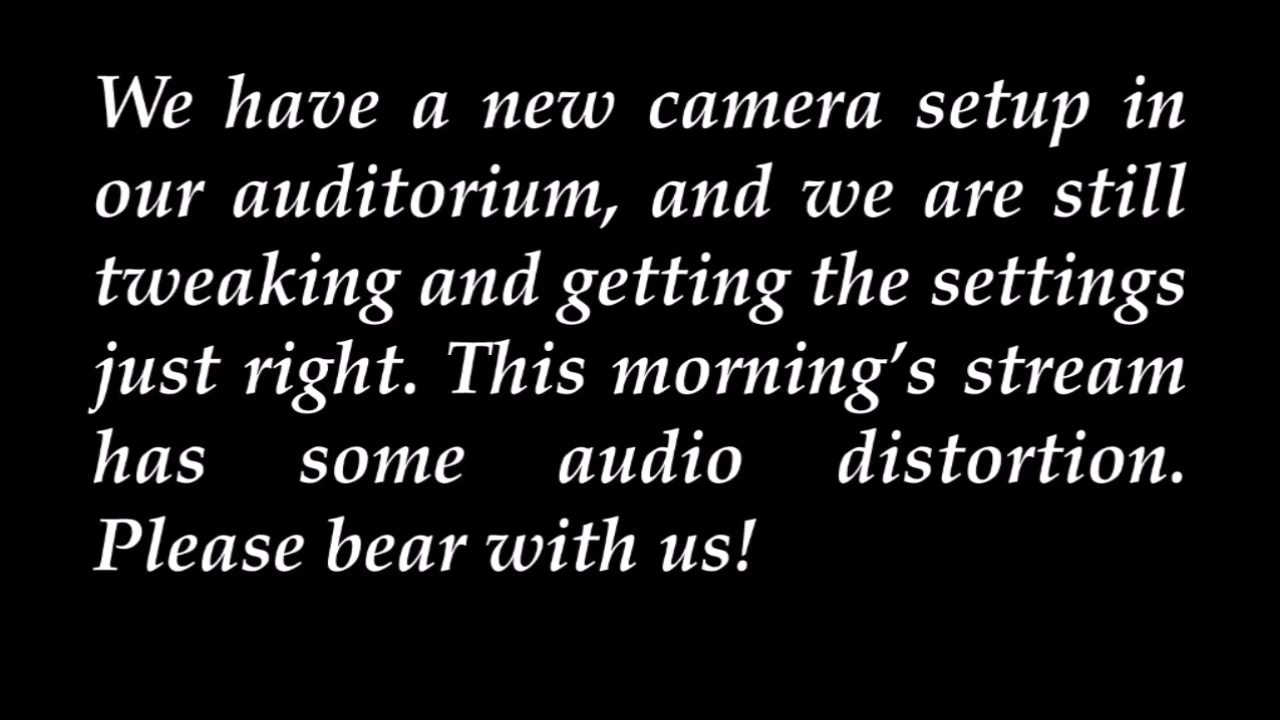 We have a new camera setup in
our auditorium, and we are still
tweaking and getting the settings
just right. This morning’s stream
has some audio distortion.
Please bear with us!